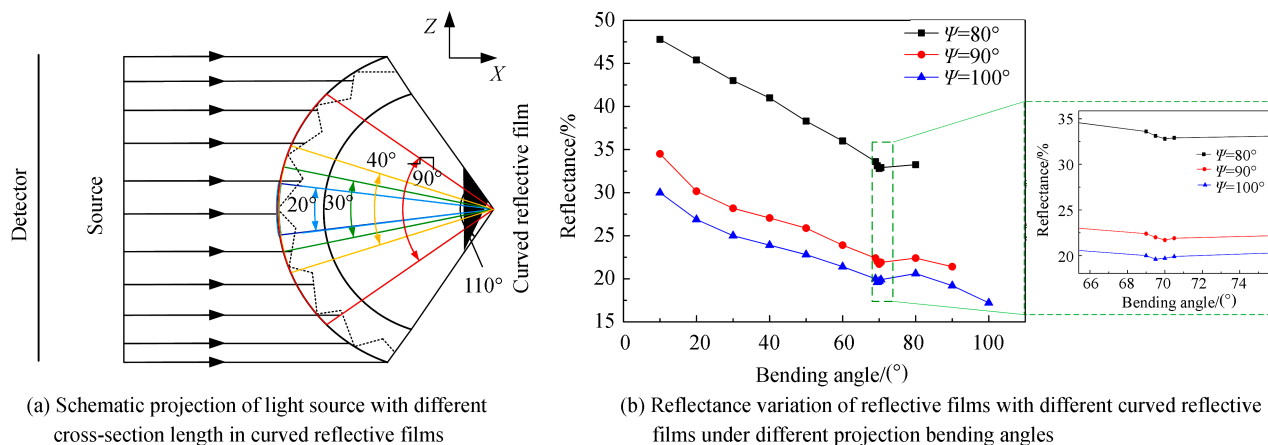 Z
X
Detector
Source
20°
30°
40°
90°
110°
Curved reflective film
(a) Schematic projection of light source with different
cross-section length in curved reflective films
Reflectance/%
50
45
40
35
30
25
20
15
0 20 40 60 80 100
Bending angle/(°)
Ψ=80°
Ψ=90°
Ψ=100°
Reflectance/%
35
30
25
20
66 68 70 72 74
Bending angle/(°)
Ψ=80°
Ψ=90°
Ψ=100°
(b) Reflectance variation of reflective films with different curved reflective
films under different projection bending angles